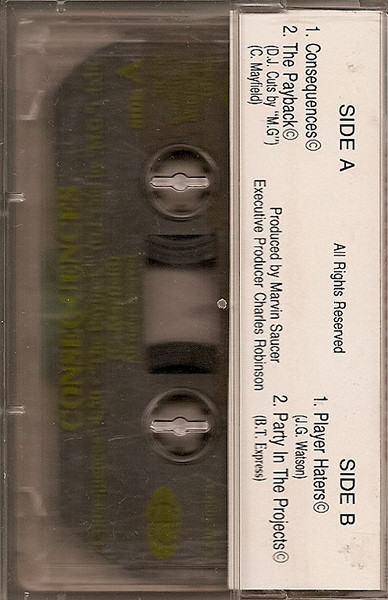 SIDE A
1. Consequences©
2. The Payback©
(D.J. Cuts by "M.G")
(C. Mayfield)
All Rights Reserved
Produced by Marvin Saucer
Executive Producer Charles Robinson
SIDE B
1. Player Haters©
(J.G. Watson)
2. Party In The Projects©
(B.T. Express)